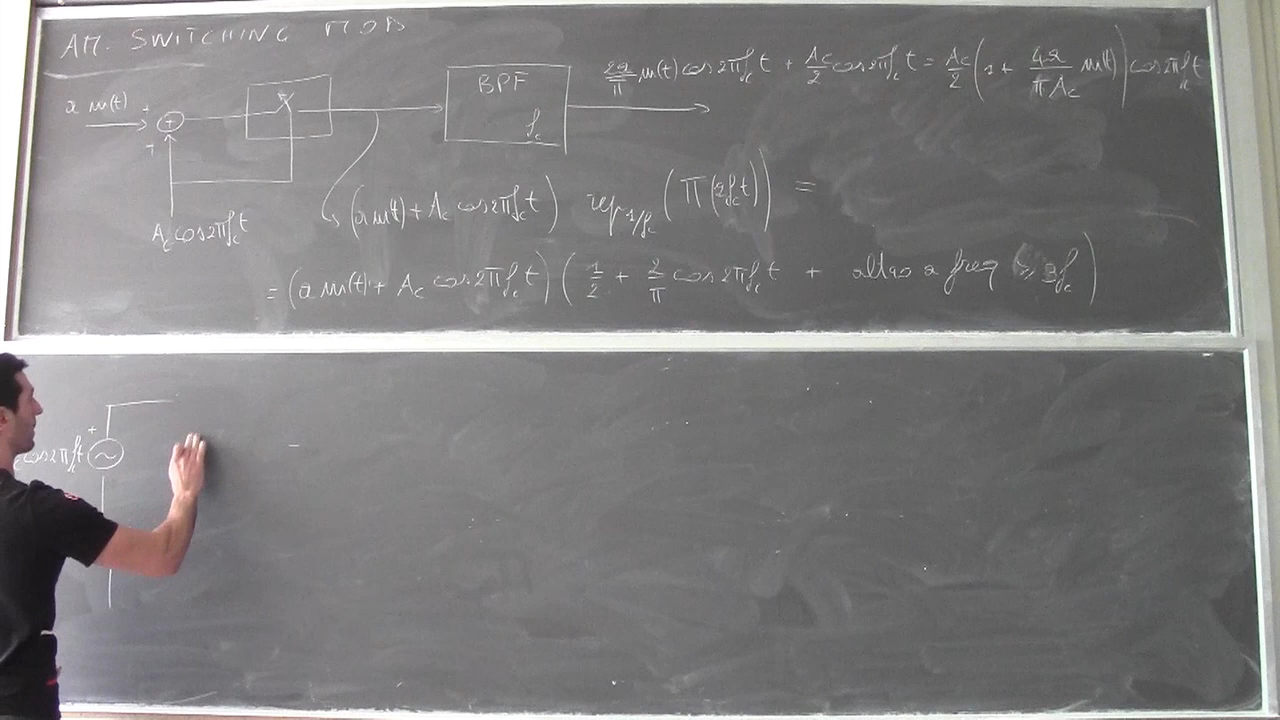 AM. SWITCHING MOD
a m(t)
+
+
+
BPF
f_c
2a/π m(t) cos 2πf_c t + A_c/2 cos 2πf_c t = A_c/2 (1 + 4a/(πA_c) m(t)) cos 2πf_c t
A_c cos 2πf_c t
(a m(t) + A_c cos 2πf_c t) rep_{1/f_c} (Π(2f_c t)) =
= (a m(t) + A_c cos 2πf_c t) (1/2 + 2/π cos 2πf_c t + altro a freq ≥ 3f_c)
+
cos 2πf_c t
~